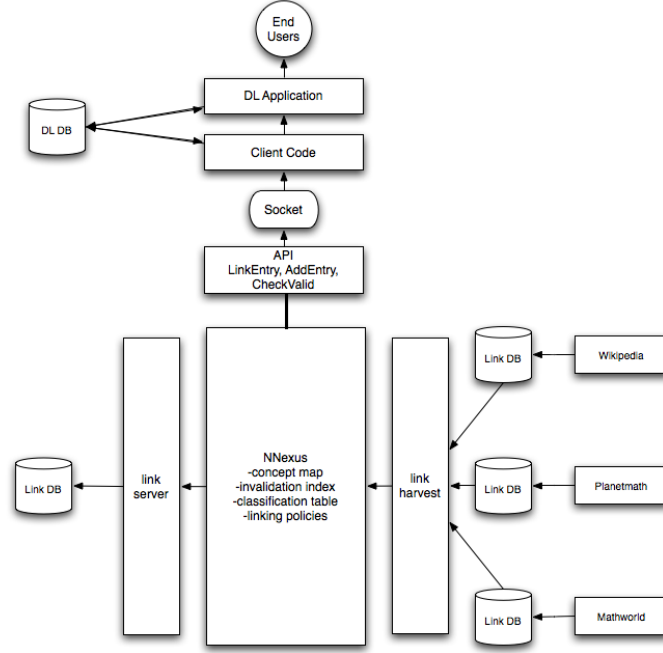 End
Users
DL Application
DL DB
Client Code
Socket
API
LinkEntry, AddEntry,
CheckValid
Link DB
Wikipedia
NNexus
-concept map
-invalidation index
-classification table
-linking policies
link
server
link
harvest
Link DB
Link DB
Planetmath
Link DB
Mathworld